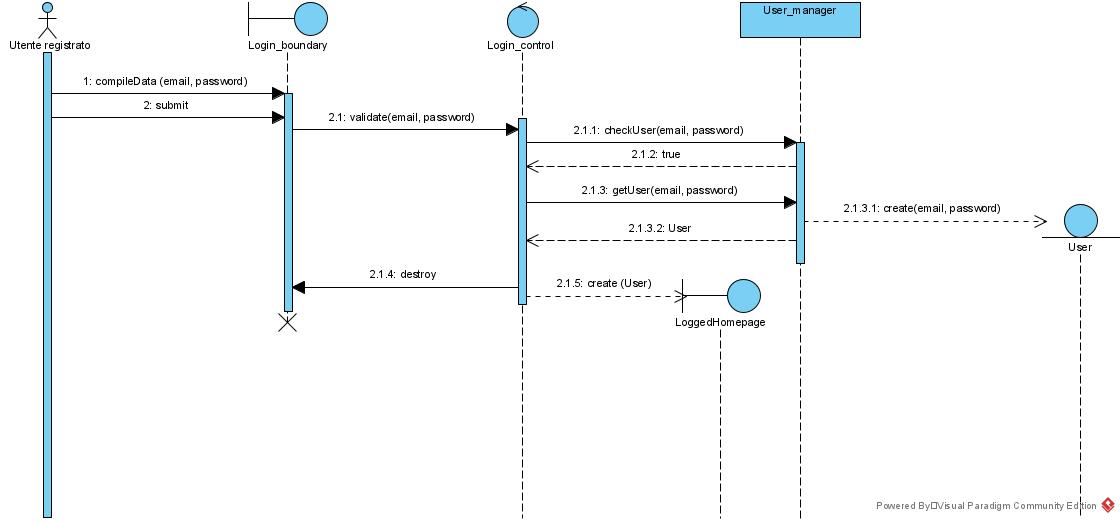 Utente registrato
Login_boundary
Login_control
User_manager
1: compileData (email, password)
2: submit
2.1: validate(email, password)
2.1.1: checkUser(email, password)
2.1.2: true
2.1.3: getUser(email, password)
2.1.3.1: create(email, password)
2.1.3.2: User
User
2.1.4: destroy
2.1.5: create (User)
LoggedHomepage
Powered By□Visual Paradigm Community Edition